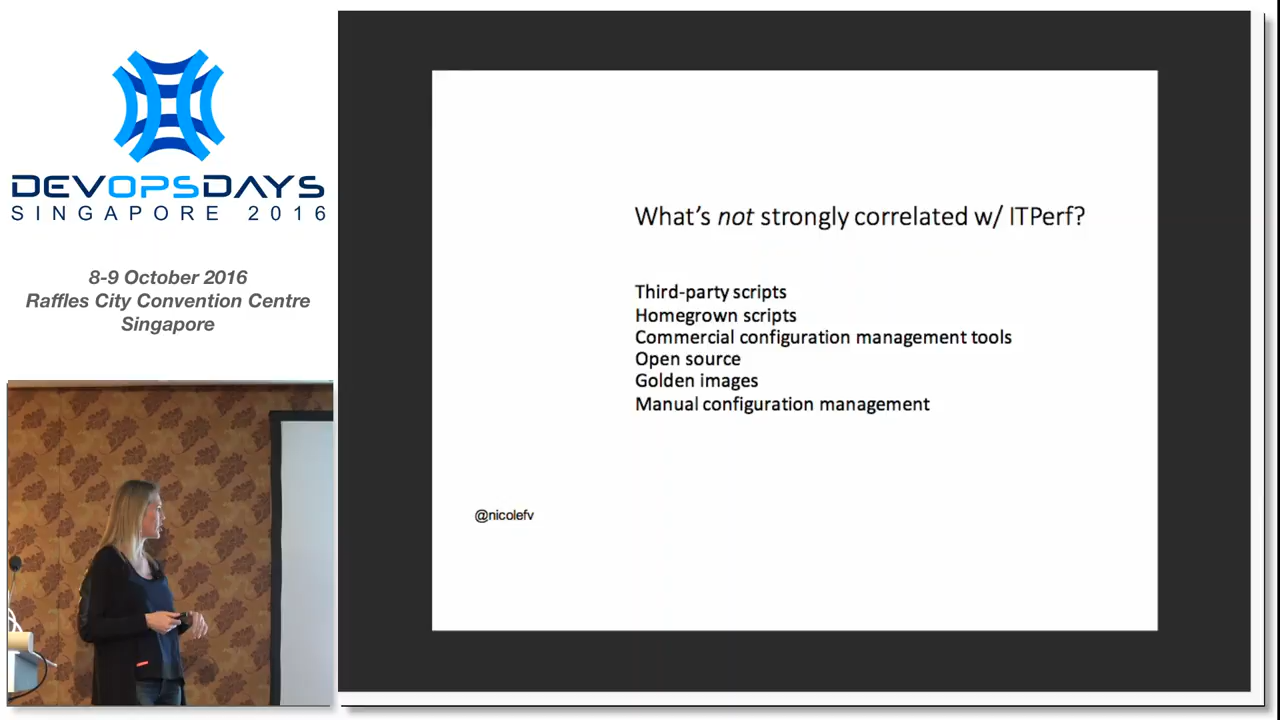 DEVOPSDAYS
SINGAPORE 2016
8-9 October 2016
Raffles City Convention Centre
Singapore
What's not strongly correlated w/ ITPerf?
Third-party scripts
Homegrown scripts
Commercial configuration management tools
Open source
Golden images
Manual configuration management
@nicolefv